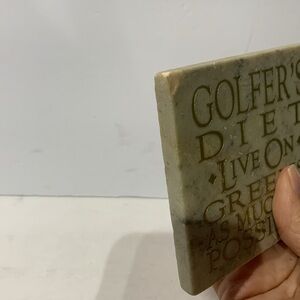 GOLFER'S
DIET
LIVE ON
GREE
AS MUC
POSSI